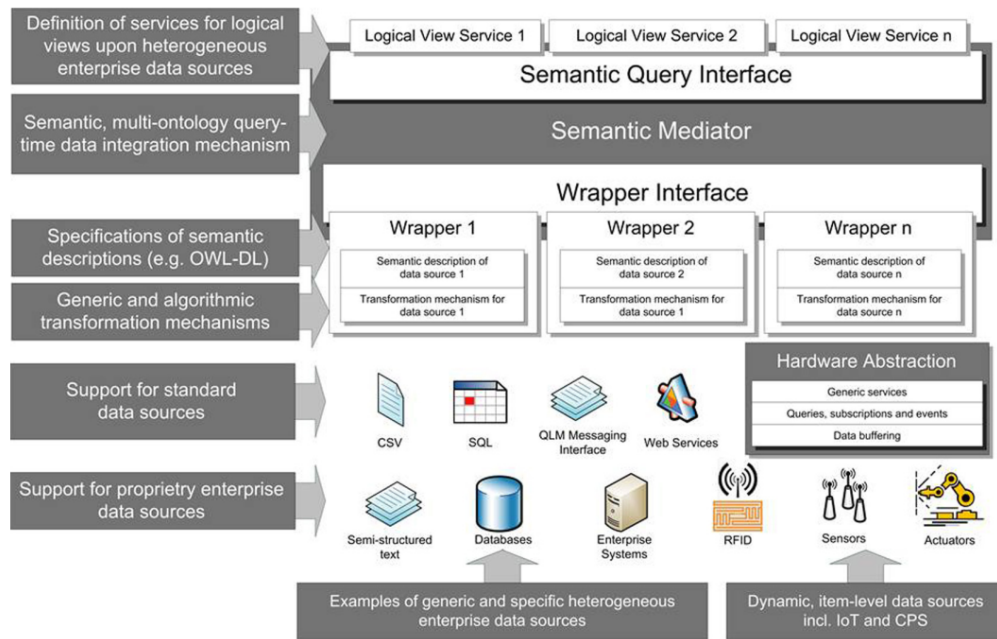 Definition of services for logical
views upon heterogeneous
enterprise data sources
Logical View Service 1
Logical View Service 2
Logical View Service n
Semantic Query Interface
Semantic, multi-ontology query-
time data integration mechanism
Semantic Mediator
Wrapper Interface
Specifications of semantic
descriptions (e.g. OWL-DL)
Generic and algorithmic
transformation mechanisms
Wrapper 1
Semantic description of
data source 1
Transformation mechanism for
data source 1
Wrapper 2
Semantic description of
data source 2
Transformation mechanism for
data source 1
Wrapper n
Semantic description of
data source n
Transformation mechanism for
data source n
Support for standard
data sources
CSV
SQL
QLM Messaging
Interface
Web Services
Hardware Abstraction
Generic services
Queries, subscriptions and events
Data buffering
Support for proprietry enterprise
data sources
Semi-structured
text
Databases
Enterprise
Systems
RFID
Sensors
Actuators
Examples of generic and specific heterogeneous
enterprise data sources
Dynamic, item-level data sources
incl. IoT and CPS